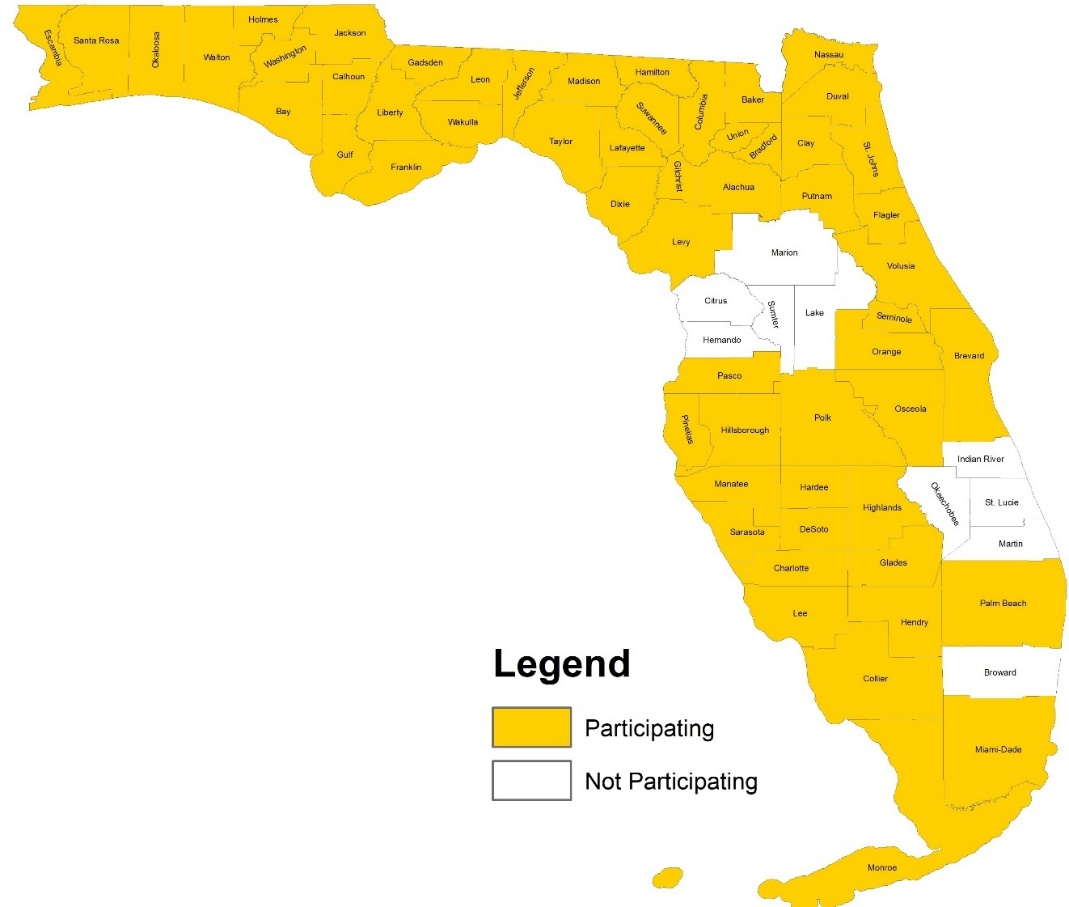 Escambia
Santa Rosa
Okaloosa
Walton
Holmes
Washington
Jackson
Bay
Calhoun
Gulf
Liberty
Gadsden
Franklin
Leon
Wakulla
Jefferson
Madison
Taylor
Hamilton
Suwannee
Lafayette
Dixie
Columbia
Gilchrist
Baker
Union
Bradford
Alachua
Levy
Nassau
Duval
Clay
St. Johns
Putnam
Flagler
Marion
Volusia
Citrus
Sumter
Lake
Hernando
Seminole
Orange
Brevard
Pasco
Pinellas
Hillsborough
Polk
Osceola
Indian River
Manatee
Hardee
Highlands
Okeechobee
St. Lucie
Sarasota
DeSoto
Martin
Charlotte
Glades
Lee
Hendry
Palm Beach
Collier
Broward
Miami-Dade
Monroe
Legend
Participating
Not Participating